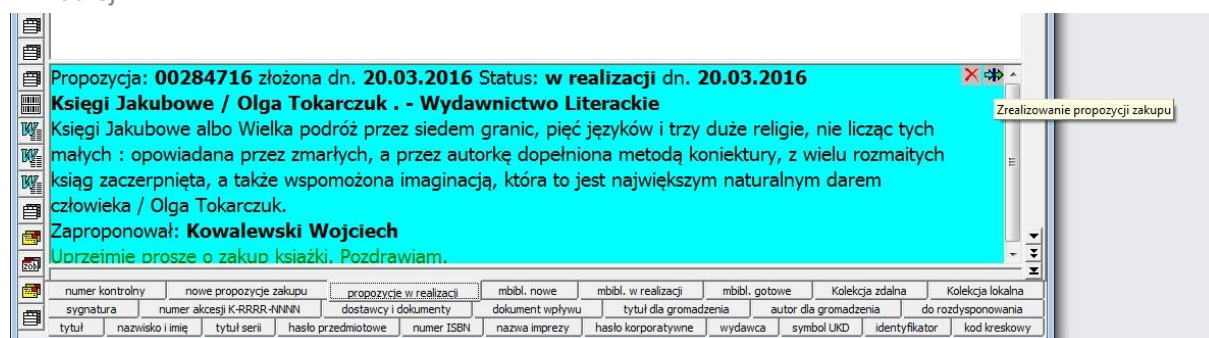 Propozycja: 00284716 złożona dn. 20.03.2016 Status: w realizacji dn. 20.03.2016
Księgi Jakubowe / Olga Tokarczuk . - Wydawnictwo Literackie
Zrealizowanie propozycji zakupu
Księgi Jakubowe albo Wielka podróż przez siedem granic, pięć języków i trzy duże religie, nie licząc tych
małych : opowiadana przez zmarłych, a przez autorkę dopełniona metodą koniektury, z wielu rozmaitych
ksiąg zaczerpnięta, a także wspomożona imaginacją, która to jest największym naturalnym darem
człowieka / Olga Tokarczuk.
Zaproponował: Kowalewski Wojciech
Uprzejmie proszę o zakup książki. Pozdrawiam.
numer kontrolny nowe propozycje zakupu propozycje w realizacji mbibl. nowe mbibl. w realizacji mbibl. gotowe Kolekcja zdalna Kolekcja lokalna
sygnatura numer akcesji K-RRRR-NNNN dostawcy i dokumenty dokument wpływu tytuł dla gromadzenia autor dla gromadzenia do rozdysponowania
tytuł nazwisko i imię tytuł serii hasło przedmiotowe numer ISBN nazwa imprezy hasło korporatywne wydawca symbol UKD identyfikator kod kreskowy